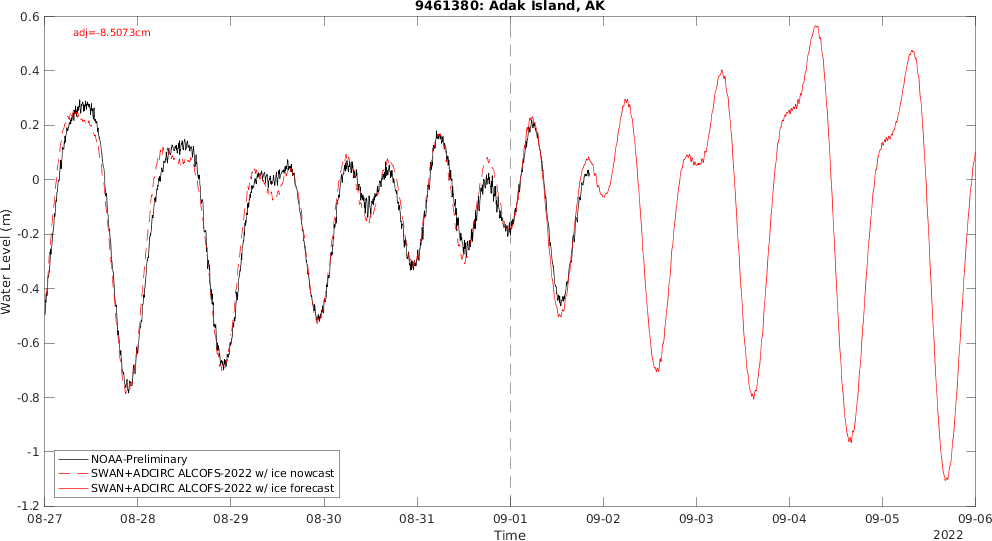 9461380: Adak Island, AK
adj=-8.5073cm
0.6
0.4
0.2
0
-0.2
-0.4
-0.6
-0.8
-1
-1.2
Water Level (m)
NOAA-Preliminary
SWAN+ADCIRC ALCOFS-2022 w/ ice nowcast
SWAN+ADCIRC ALCOFS-2022 w/ ice forecast
08-27 08-28 08-29 08-30 08-31 09-01 09-02 09-03 09-04 09-05 09-06
Time
2022